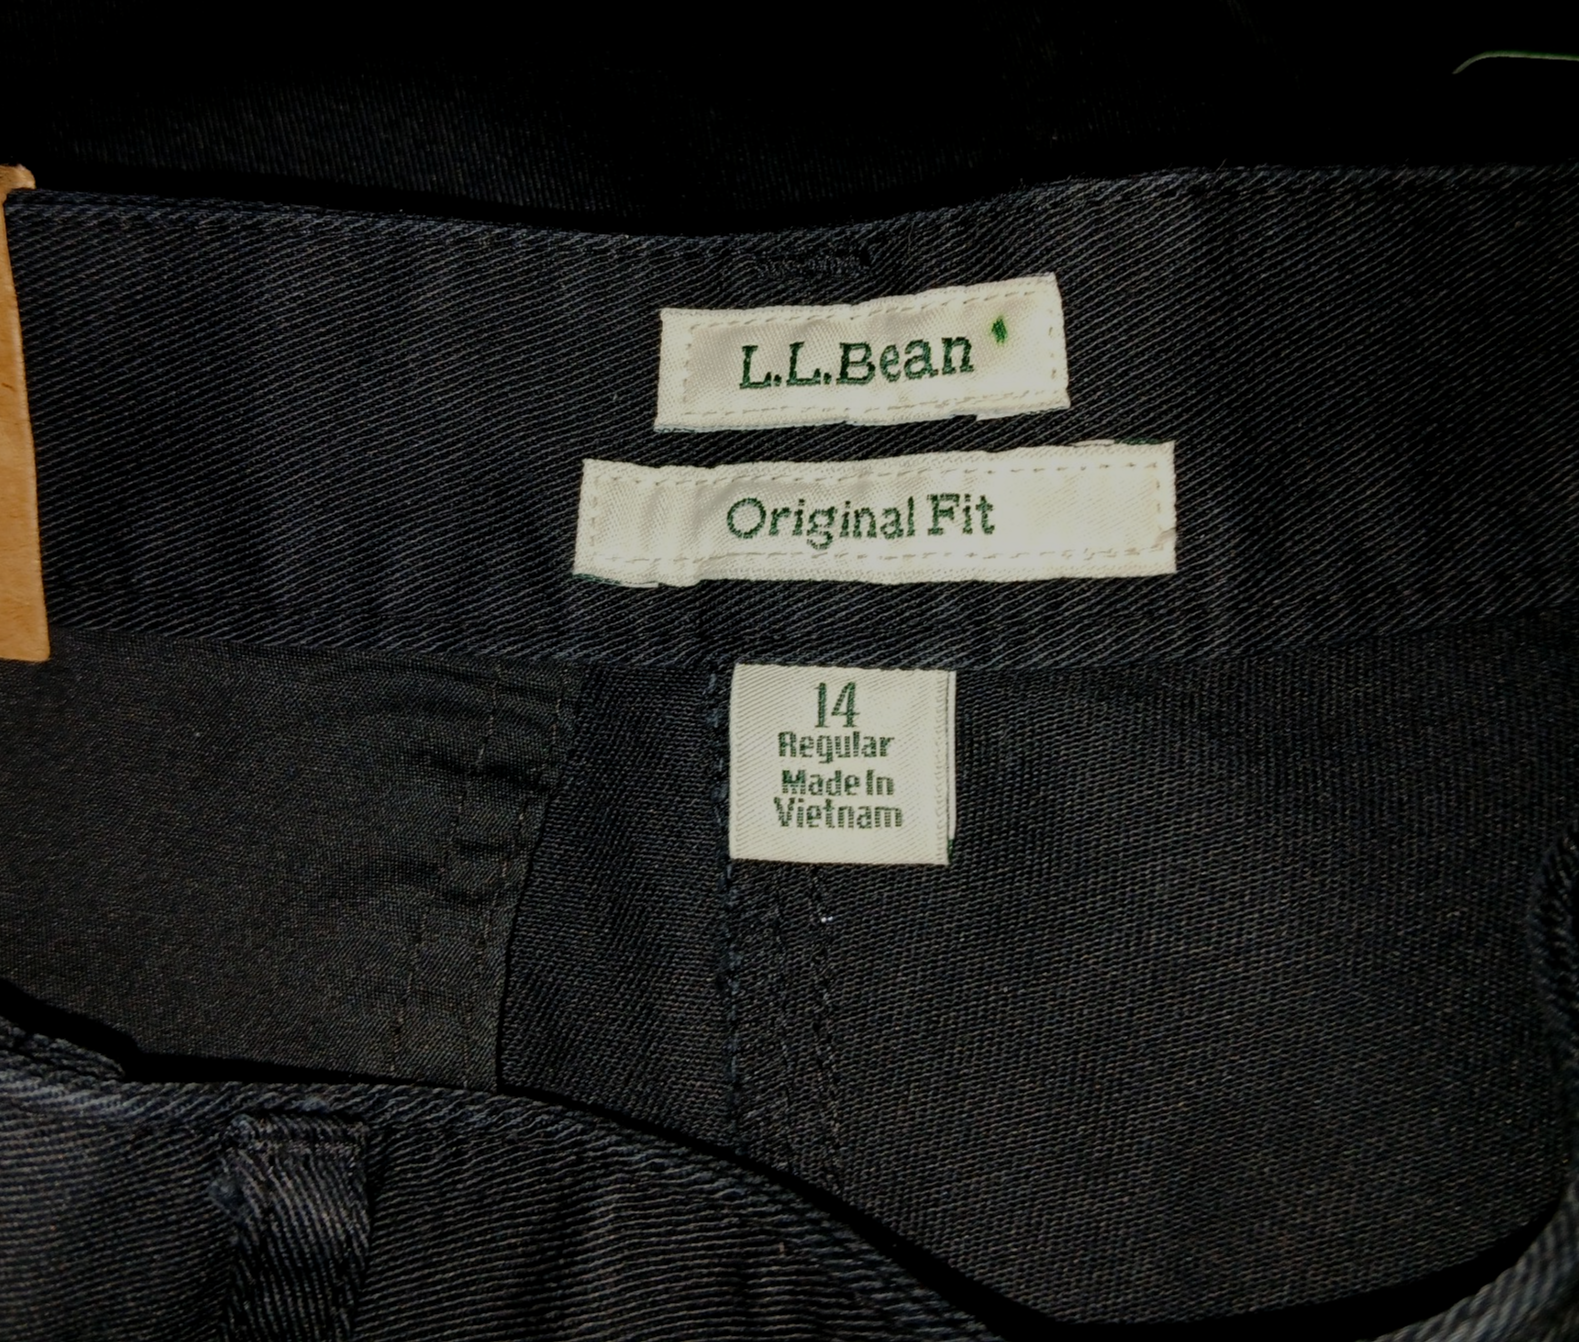 L.L.Bean
Original Fit
14
Regular
Made In
Vietnam